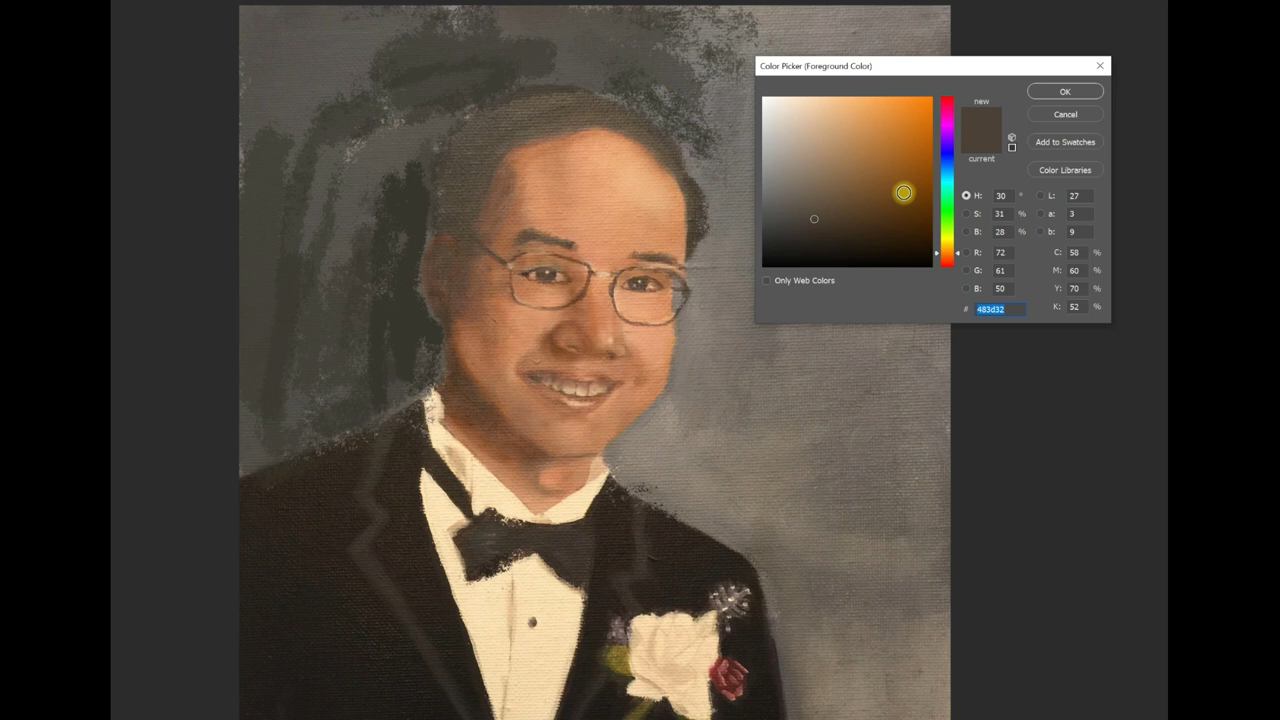 Color Picker (Foreground Color)
new
current
OK
Cancel
Add to Swatches
Color Libraries
H: 30 °
S: 31 %
B: 28 %
R: 72
G: 61
B: 50
# 483d32
L: 27
a: 3
b: 9
C: 58 %
M: 60 %
Y: 70 %
K: 52 %
Only Web Colors